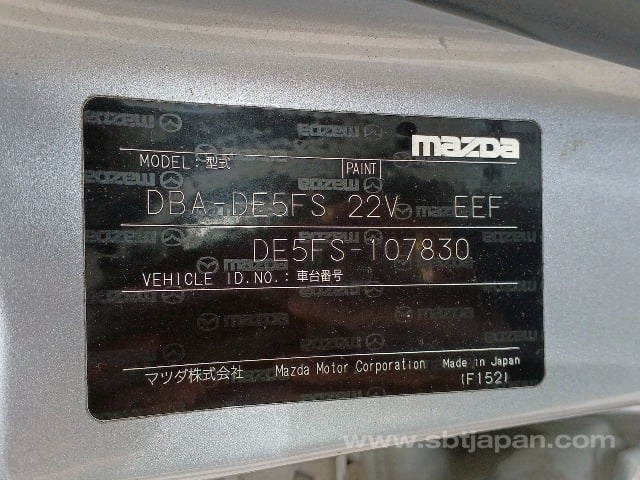 mazda
MODEL:型式 PAINT
DBA-DE5FS 22V EEF
DE5FS-107830
VEHICLE ID.NO.:車台番号
マツダ株式会社 Mazda Motor Corporation Made in Japan
(F152)
www.sbtjapan.com